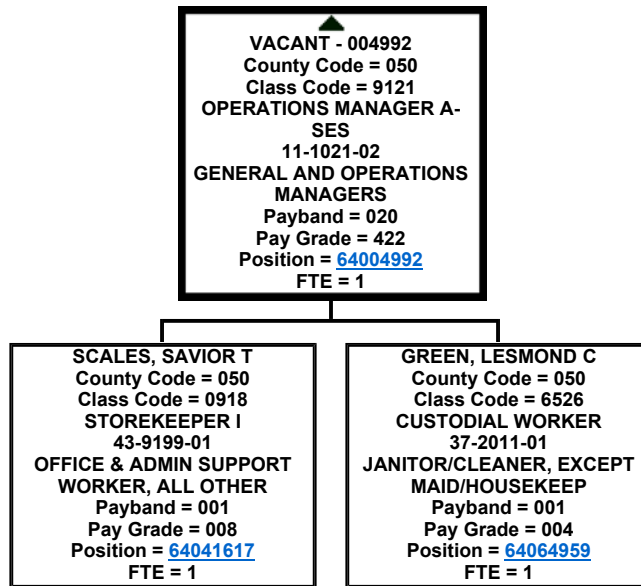 VACANT - 004992
County Code = 050
Class Code = 9121
OPERATIONS MANAGER A-
SES
11-1021-02
GENERAL AND OPERATIONS
MANAGERS
Payband = 020
Pay Grade = 422
Position = 64004992
FTE = 1
SCALES, SAVIOR T
County Code = 050
Class Code = 0918
STOREKEEPER I
43-9199-01
OFFICE & ADMIN SUPPORT
WORKER, ALL OTHER
Payband = 001
Pay Grade = 008
Position = 64041617
FTE = 1
GREEN, LESMOND C
County Code = 050
Class Code = 6526
CUSTODIAL WORKER
37-2011-01
JANITOR/CLEANER, EXCEPT
MAID/HOUSEKEEP
Payband = 001
Pay Grade = 004
Position = 64064959
FTE = 1